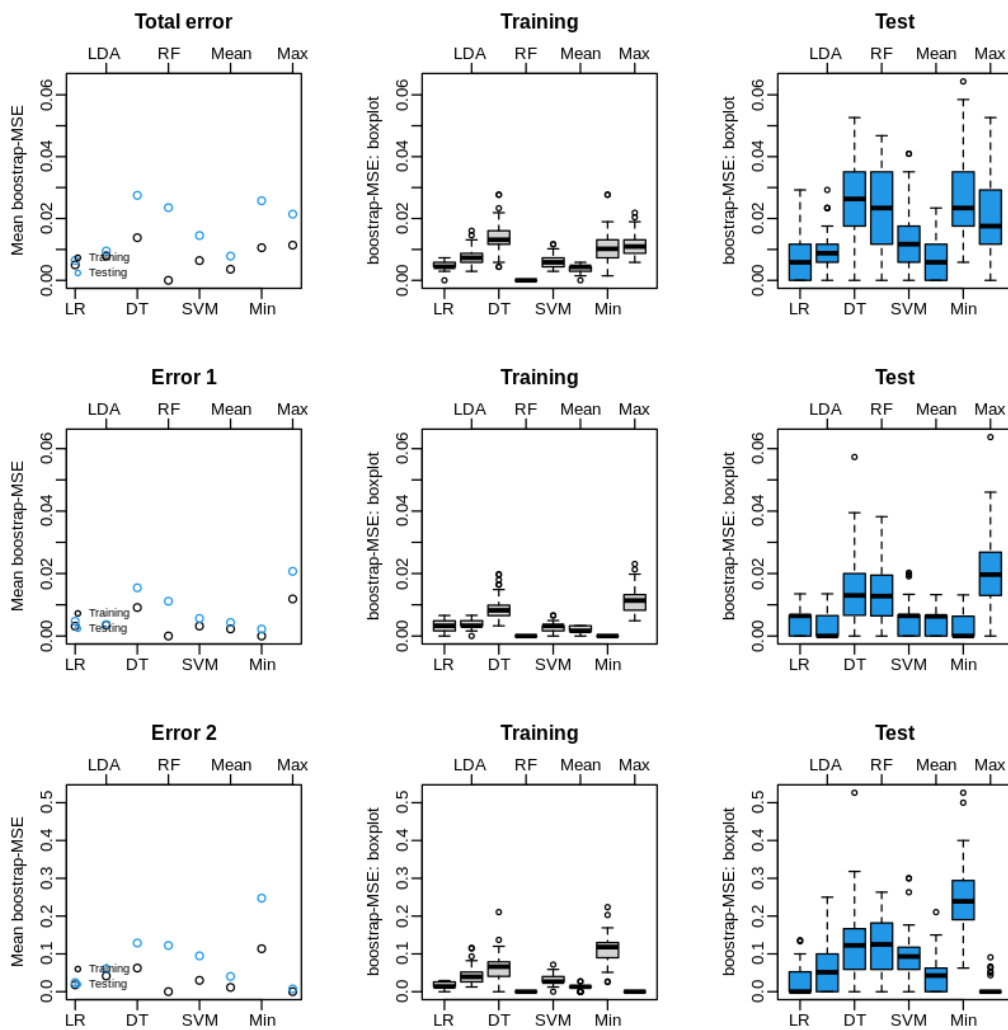 Total error
LDA RF Mean Max
Mean boostrap-MSE
0.00 0.02 0.04 0.06
Training
Testing
LR DT SVM Min
Training
LDA RF Mean Max
boostrap-MSE: boxplot
0.00 0.02 0.04 0.06
LR DT SVM Min
Test
LDA RF Mean Max
boostrap-MSE: boxplot
0.00 0.02 0.04 0.06
LR DT SVM Min
Error 1
LDA RF Mean Max
Mean boostrap-MSE
0.00 0.02 0.04 0.06
Training
Testing
LR DT SVM Min
Training
LDA RF Mean Max
boostrap-MSE: boxplot
0.00 0.02 0.04 0.06
LR DT SVM Min
Test
LDA RF Mean Max
boostrap-MSE: boxplot
0.00 0.02 0.04 0.06
LR DT SVM Min
Error 2
LDA RF Mean Max
Mean boostrap-MSE
0.0 0.1 0.2 0.3 0.4 0.5
Training
Testing
LR DT SVM Min
Training
LDA RF Mean Max
boostrap-MSE: boxplot
0.0 0.1 0.2 0.3 0.4 0.5
LR DT SVM Min
Test
LDA RF Mean Max
boostrap-MSE: boxplot
0.0 0.1 0.2 0.3 0.4 0.5
LR DT SVM Min